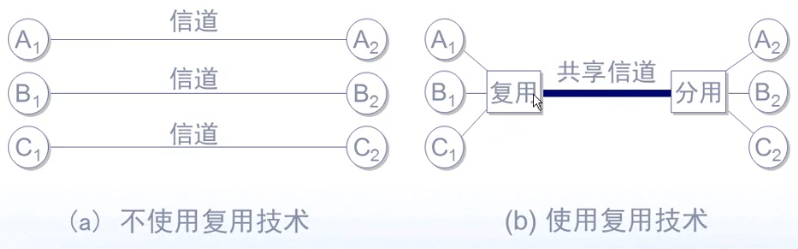 信道
A1 A2
信道
B1 B2
信道
C1 C2
(a) 不使用复用技术
A1 A2
共享信道
B1 复用 分用 B2
C1 C2
(b) 使用复用技术